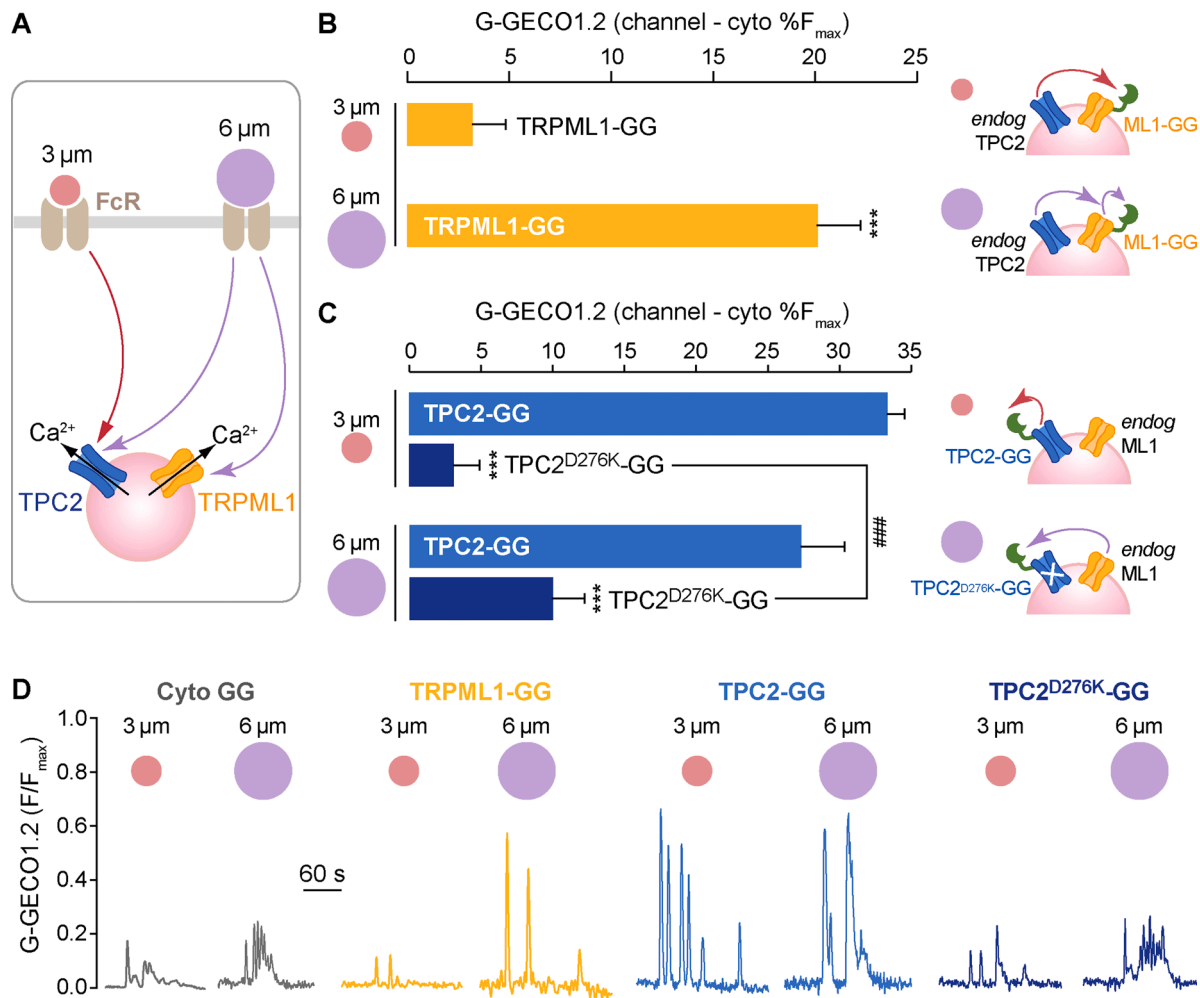 A
3 µm
6 µm
FcR
Ca2+
Ca2+
TPC2
TRPML1
B
G-GECO1.2 (channel - cyto %Fmax)
0 5 10 15 20 25
3 µm
TRPML1-GG
6 µm
TRPML1-GG
***
endog
TPC2
ML1-GG
endog
TPC2
ML1-GG
C
G-GECO1.2 (channel - cyto %Fmax)
0 5 10 15 20 25 30 35
3 µm
TPC2-GG
*** TPC2D276K-GG
6 µm
TPC2-GG
*** TPC2D276K-GG
###
TPC2-GG
endog
ML1
TPC2D276K-GG
endog
ML1
D
Cyto GG
TRPML1-GG
TPC2-GG
TPC2D276K-GG
3 µm 6 µm 3 µm 6 µm 3 µm 6 µm 3 µm 6 µm
G-GECO1.2 (F/Fmax)
1.0
0.8
0.6
0.4
0.2
0.0
60 s